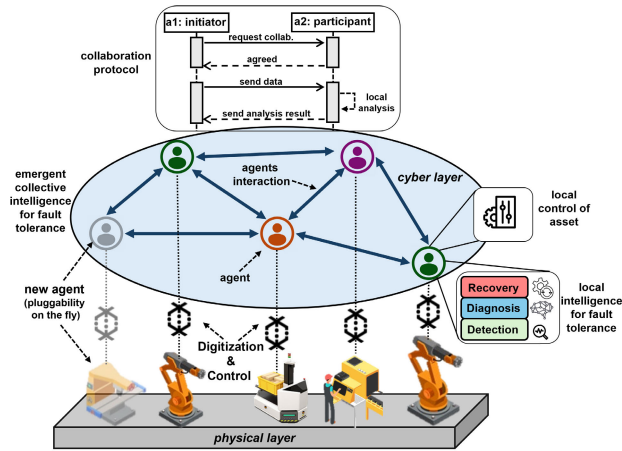 a1: initiator
a2: participant
collaboration
protocol
request collab.
agreed
send data
local
analysis
send analysis result
emergent
collective
intelligence
for fault
tolerance
agents
interaction
cyber layer
local
control of
asset
new agent
(pluggability
on the fly)
agent
Recovery
Diagnosis
Detection
local
intelligence
for fault
tolerance
Digitization
&
Control
physical layer